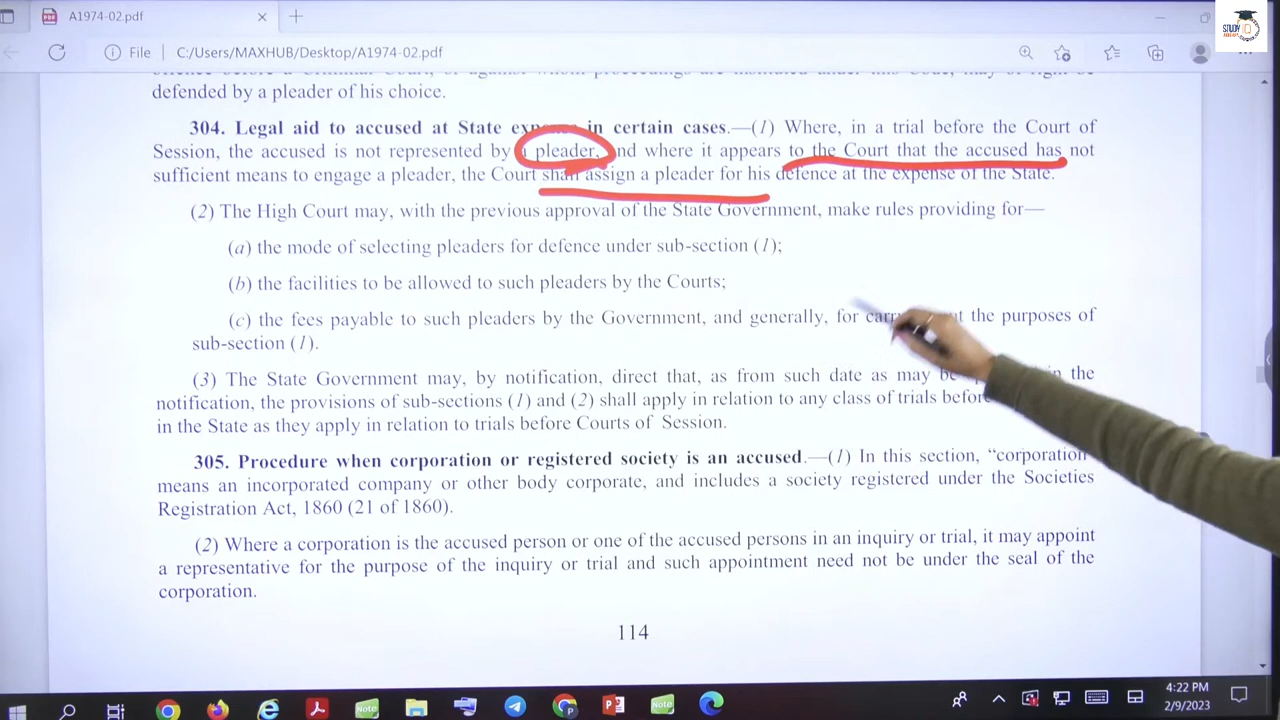 A1974-02.pdf
STUDY IQ
File C:/Users/MAXHUB/Desktop/A1974-02.pdf
defended by a pleader of his choice.
304. Legal aid to accused at State expense in certain cases.—(1) Where, in a trial before the Court of
Session, the accused is not represented by a pleader, and where it appears to the Court that the accused has not
sufficient means to engage a pleader, the Court shall assign a pleader for his defence at the expense of the State.
(2) The High Court may, with the previous approval of the State Government, make rules providing for—
(a) the mode of selecting pleaders for defence under sub-section (1);
(b) the facilities to be allowed to such pleaders by the Courts;
(c) the fees payable to such pleaders by the Government, and generally, for the purposes of
sub-section (1).
(3) The State Government may, by notification, direct that, as from such date as may be in the
notification, the provisions of sub-sections (1) and (2) shall apply in relation to any class of trials before
in the State as they apply in relation to trials before Courts of Session.
305. Procedure when corporation or registered society is an accused.—(1) In this section, “corporation”
means an incorporated company or other body corporate, and includes a society registered under the Societies
Registration Act, 1860 (21 of 1860).
(2) Where a corporation is the accused person or one of the accused persons in an inquiry or trial, it may appoint
a representative for the purpose of the inquiry or trial and such appointment need not be under the seal of the
corporation.
114
4:22 PM
2/9/2023